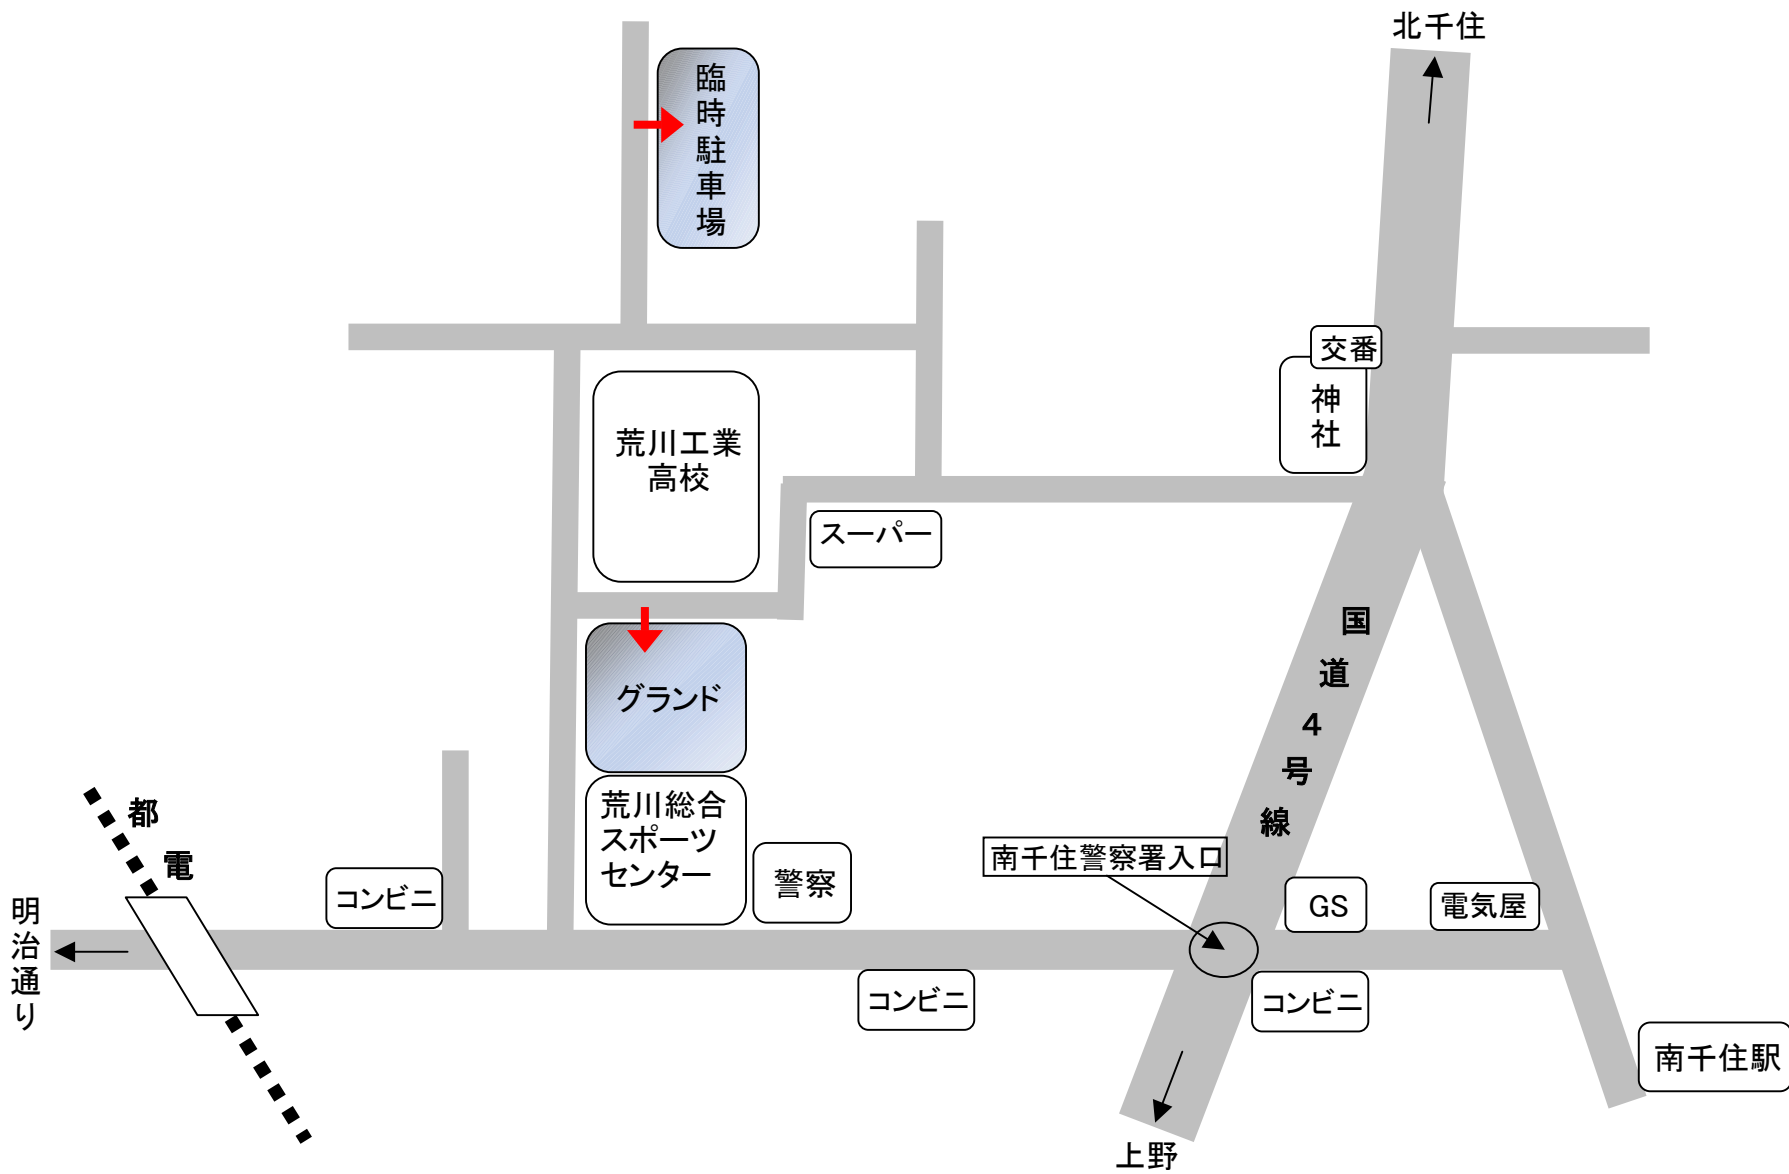 北千住
臨時駐車場
交番
神社
荒川工業
高校
スーパー
国道4号線
グランド
荒川総合
スポーツ
センター
警察
南千住警察署入口
都電
コンビニ
GS
電気屋
明治通り
コンビニ
コンビニ
南千住駅
上野